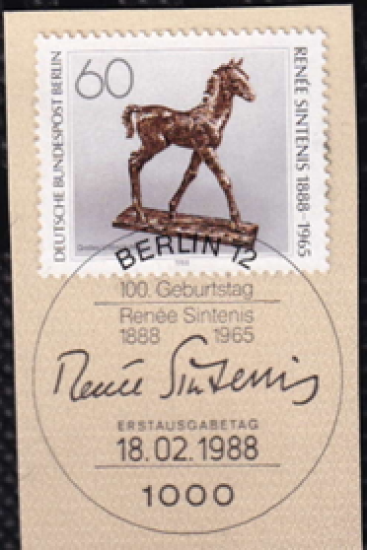 DEUTSCHE BUNDESPOST BERLIN
60
RENÉE SINTENIS 1888-1965
1988
BERLIN 12
100. Geburtstag
Renée Sintenis
1888 1965
Renée Sintenis
ERSTAUSGABETAG
18.02.1988
1000